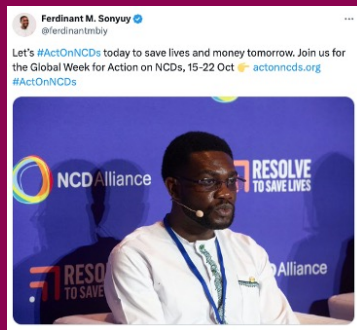 Ferdinant M. Sonyuy
@ferdinantmbiy
Let's #ActOnNCDs today to save lives and money tomorrow. Join us for
the Global Week for Action on NCDs, 15-22 Oct 👉 actonncds.org
#ActOnNCDs
NCDAlliance
RESOLVE
TO SAVE LIVES
RESO
TO SAVE
Alliance